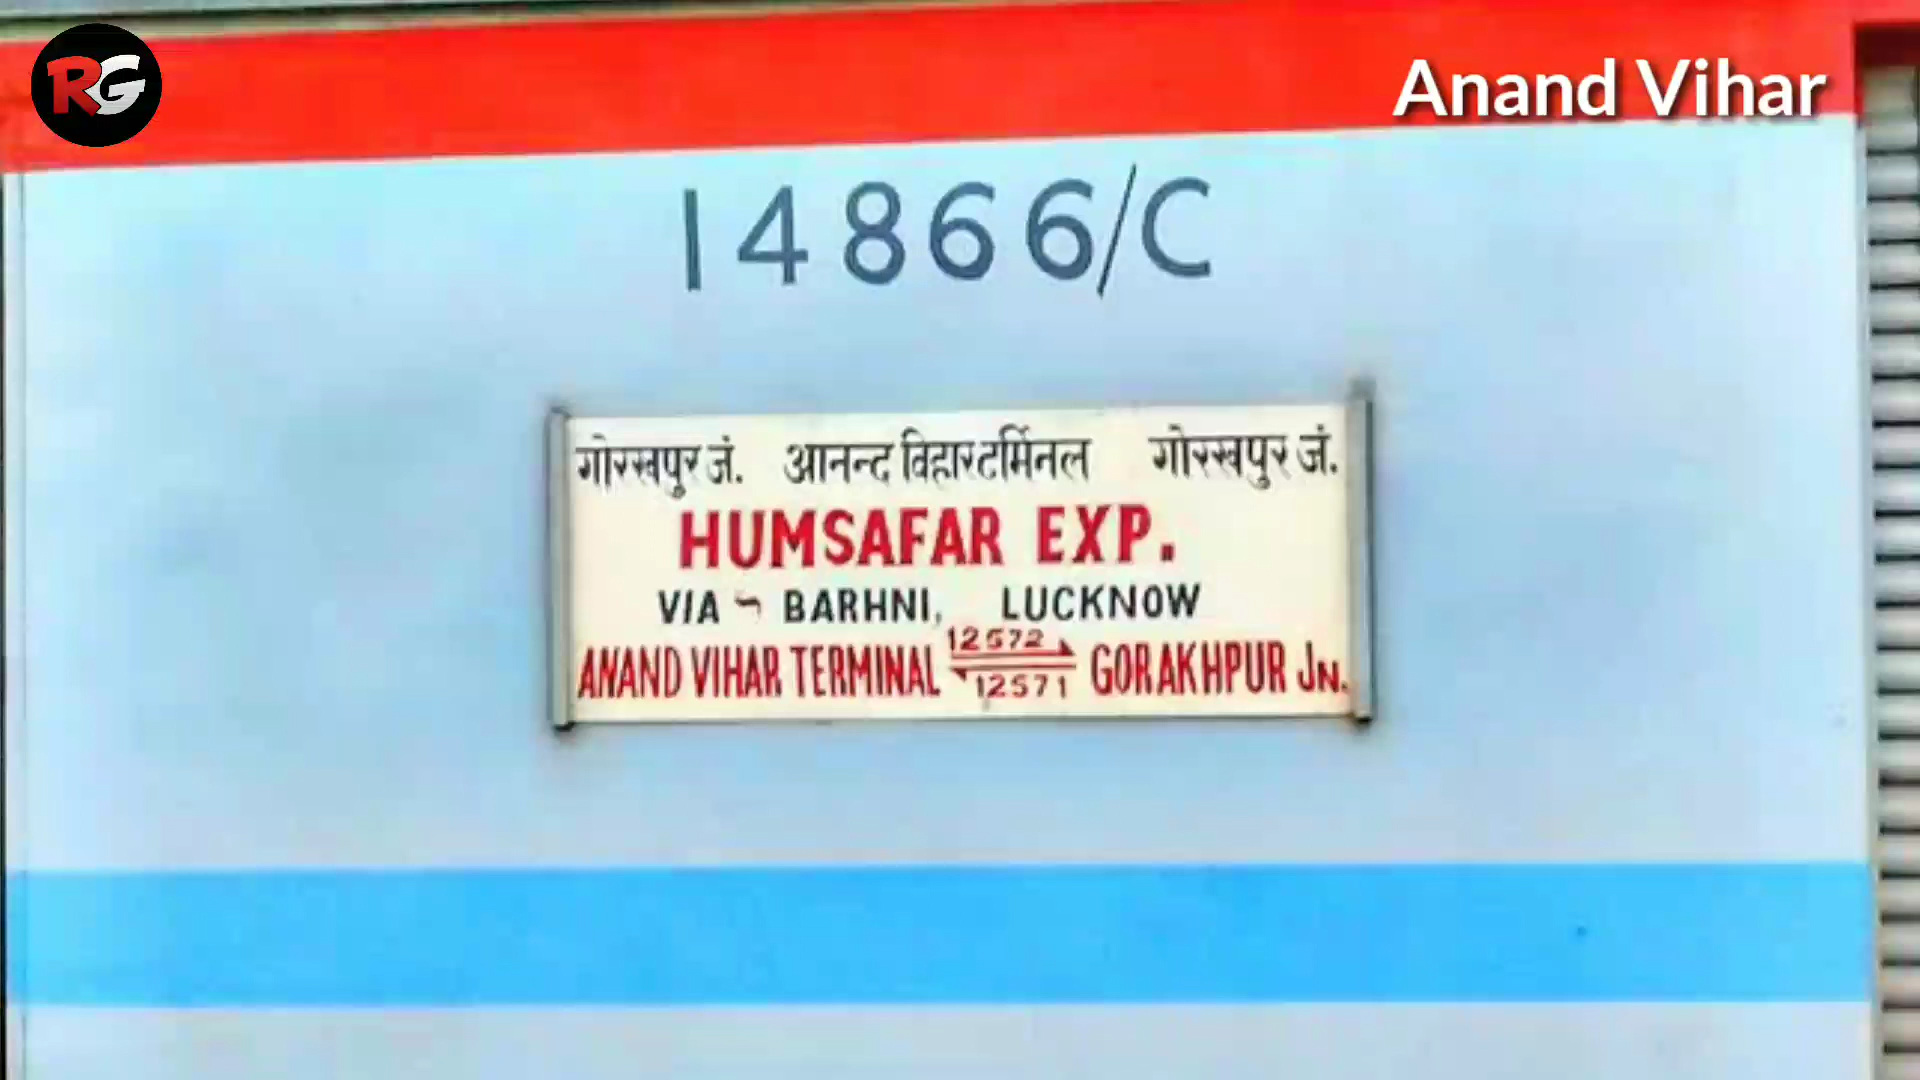 RG
Anand Vihar
14866/C
गोरखपुर जं. आनन्द विहार टर्मिनल गोरखपुर जं.
HUMSAFAR EXP.
VIA BARHNI, LUCKNOW
12572
ANAND VIHAR TERMINAL GORAKHPUR JN.
12571